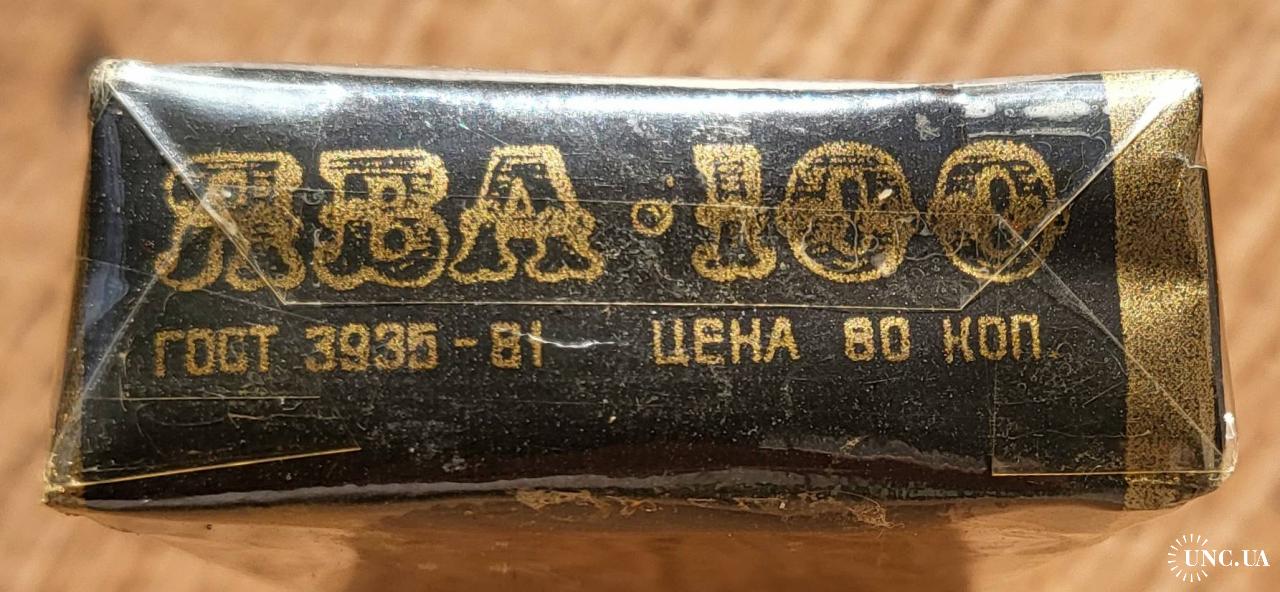 ЯВА·100
ГОСТ 3935-81 ЦЕНА 80 КОП.
UNC.UA